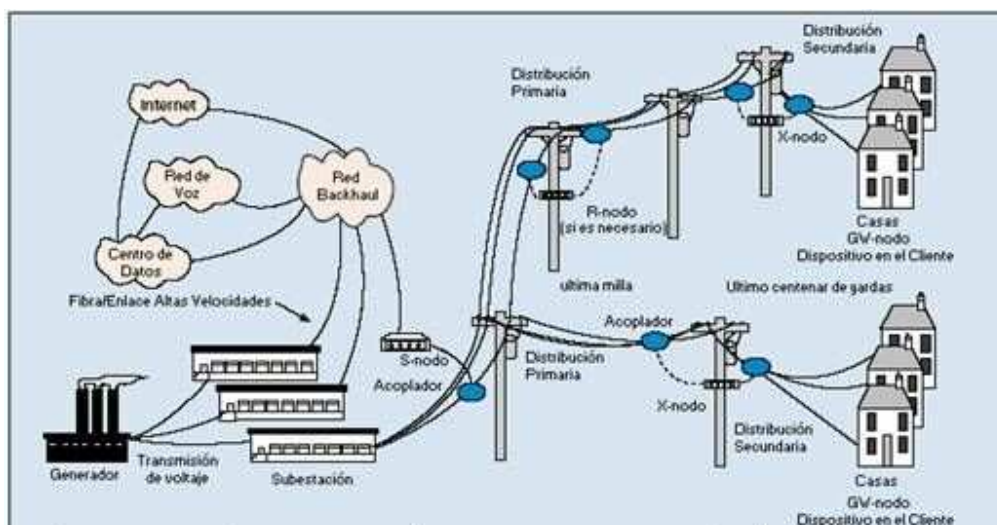 Internet
Red de
Voz
Centro de
Datos
Red
Backhaul
Fibra/Enlace Altas Velocidades
S-nodo
Acoplador
Generador
Transmisión
de voltaje
Subestación
Distribución
Primaria
Distribución
Secundaria
X-nodo
R-nodo
(si es necesario)
Casas
GW-nodo
Dispositivo en el Cliente
ultima milla
Ultimo centenar de gardas
Acoplador
Distribución
Primaria
X-nodo
Distribución
Secundaria
Casas
GW-nodo
Dispositivo en el Cliente